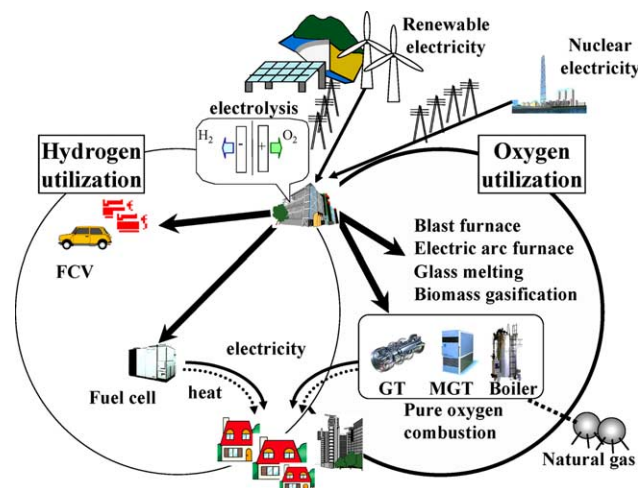 Renewable
electricity
Nuclear
electricity
electrolysis
H2
-
+
O2
Hydrogen
utilization
Oxygen
utilization
FCV
Blast furnace
Electric arc furnace
Glass melting
Biomass gasification
electricity
heat
Fuel cell
GT
MGT
Boiler
Pure oxygen
combustion
Natural gas